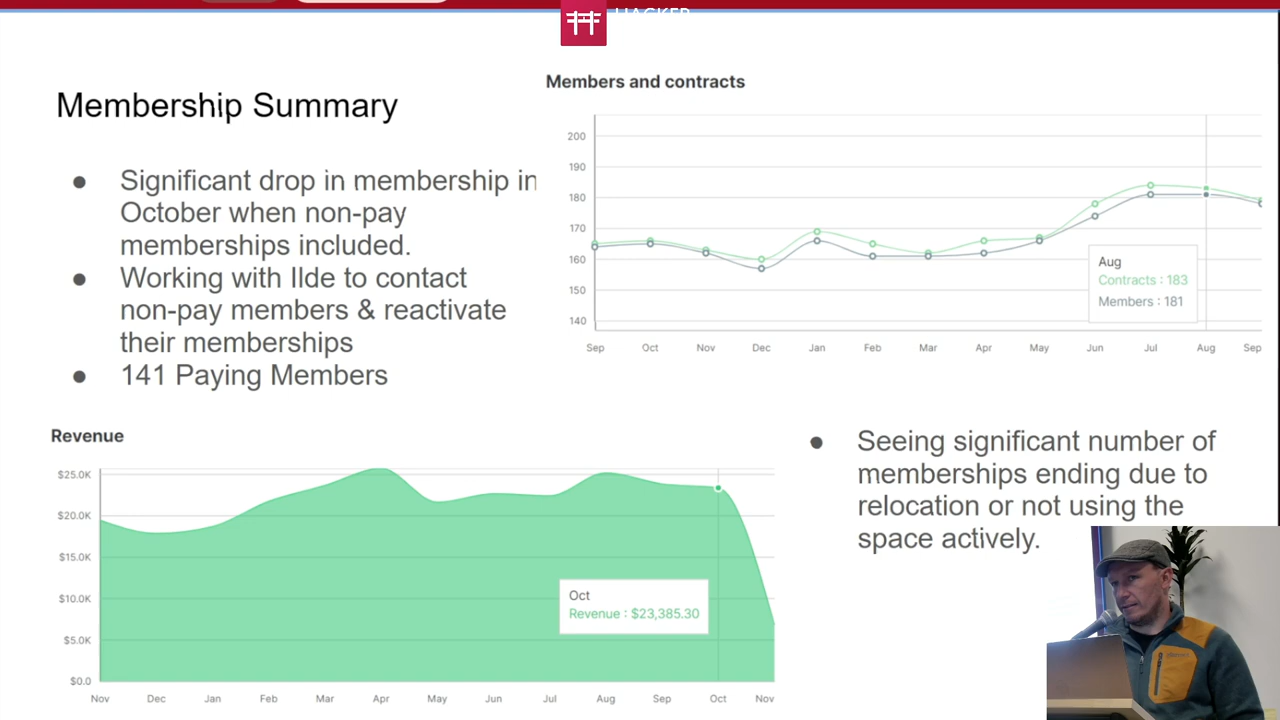 HACKER
Membership Summary
● Significant drop in membership in
October when non-pay
memberships included.
● Working with Ilde to contact
non-pay members & reactivate
their memberships
● 141 Paying Members
Members and contracts
200
190
180
170
160
150
140
Aug
Contracts : 183
Members : 181
Sep Oct Nov Dec Jan Feb Mar Apr May Jun Jul Aug Sep
Revenue
$25.0K
$20.0K
$15.0K
$10.0K
$5.0K
$0.0
Oct
Revenue : $23,385.30
Nov Dec Jan Feb Mar Apr May Jun Jul Aug Sep Oct Nov
● Seeing significant number of
memberships ending due to
relocation or not using the
space actively.